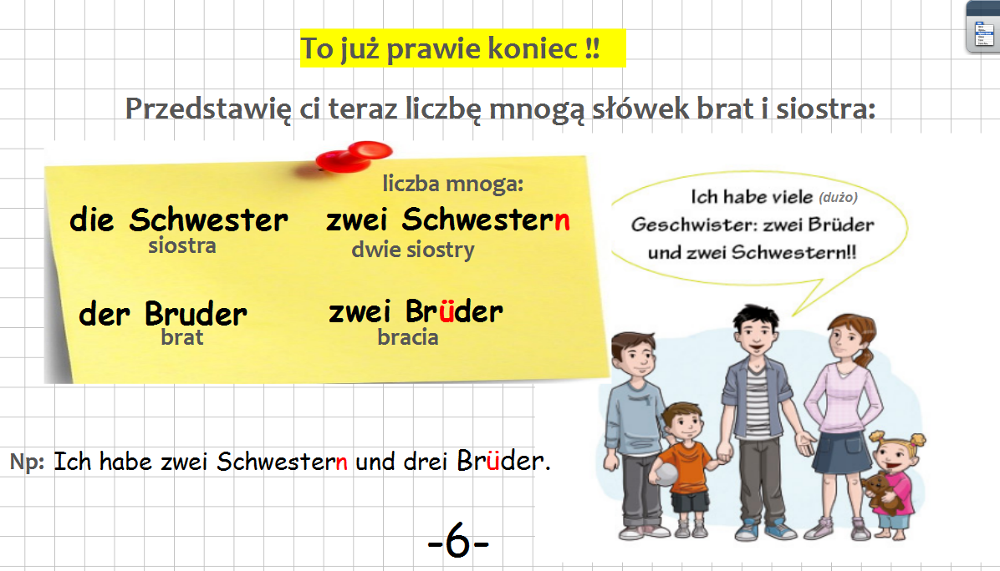 To już prawie koniec !!
Przedstawię ci teraz liczbę mnogą słówek brat i siostra:
liczba mnoga:
die Schwester zwei Schwestern
siostra dwie siostry
der Bruder zwei Brüder
brat bracia
Ich habe viele (dużo)
Geschwister: zwei Brüder
und zwei Schwestern!!
Np: Ich habe zwei Schwestern und drei Brüder.
-6-